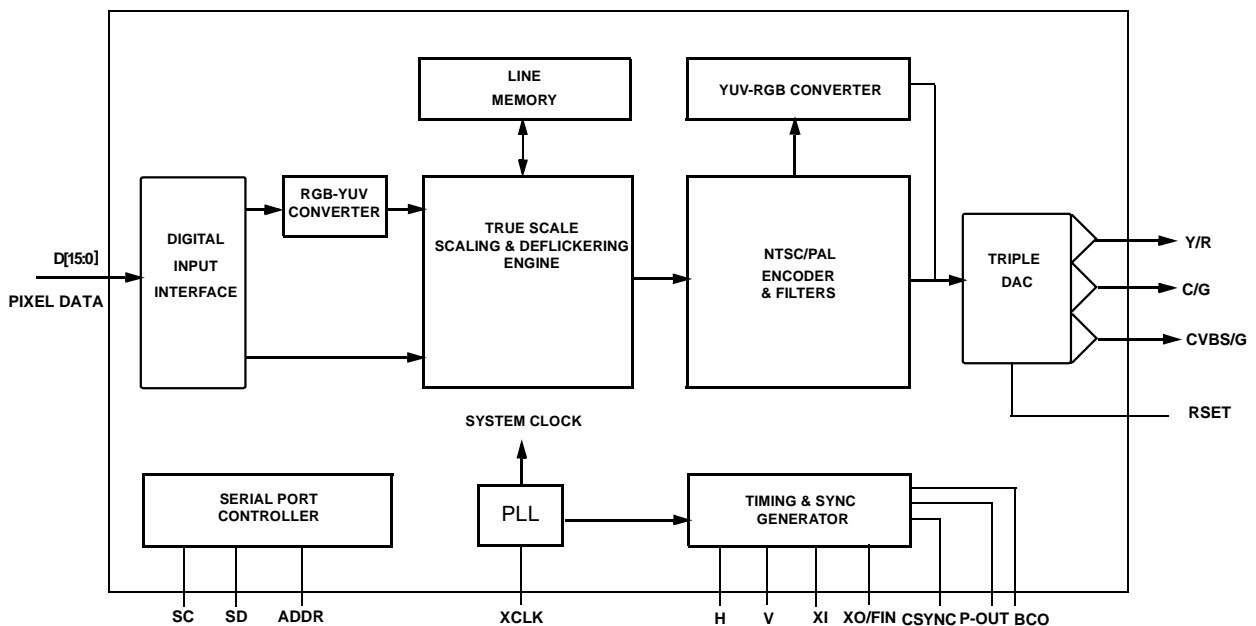 LINE
MEMORY
YUV-RGB CONVERTER
RGB-YUV
CONVERTER
TRUE SCALE
SCALING & DEFLICKERING
ENGINE
DIGITAL
INPUT
INTERFACE
D[15:0]
PIXEL DATA
NTSC/PAL
ENCODER
& FILTERS
TRIPLE
DAC
Y/R
C/G
CVBS/G
RSET
SYSTEM CLOCK
SERIAL PORT
CONTROLLER
PLL
TIMING & SYNC
GENERATOR
SC
SD
ADDR
XCLK
H
V
XI
XO/FIN
CSYNC
P-OUT
BCO